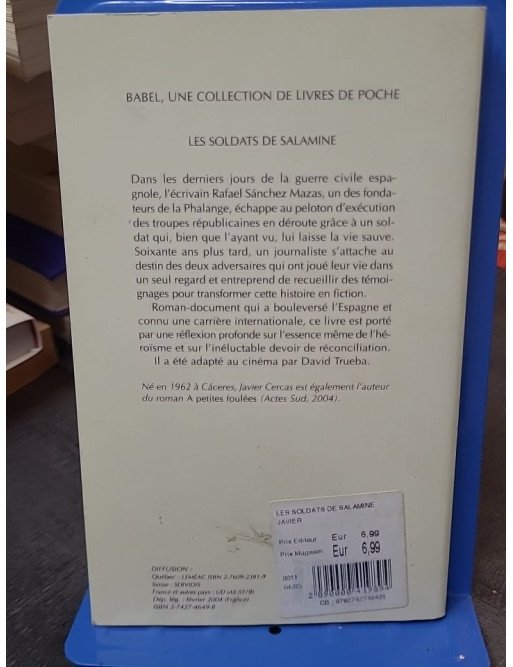 BABEL, UNE COLLECTION DE LIVRES DE POCHE
LES SOLDATS DE SALAMINE
Dans les derniers jours de la guerre civile espa-
gnole, l'écrivain Rafael Sánchez Mazas, un des fonda-
teurs de la Phalange, échappe au peloton d'exécution
des troupes républicaines en déroute grâce à un sol-
dat qui, bien que l'ayant vu, lui laisse la vie sauve.
Soixante ans plus tard, un journaliste s'attache au
destin des deux adversaires qui ont joué leur vie dans
un seul regard et entreprend de recueillir des témoi-
gnages pour transformer cette histoire en fiction.
Roman-document qui a bouleversé l'Espagne et
connu une carrière internationale, ce livre est porté
par une réflexion profonde sur l'essence même de l'hé-
roïsme et sur l'inéluctable devoir de réconciliation.
Il a été adapté au cinéma par David Trueba.
Né en 1962 à Cáceres, Javier Cercas est également l'auteur
du roman A petites foulées (Actes Sud, 2004).
LES SOLDATS DE SALAMINE
JAVIER
Prix Editeur Eur 6,99
Prix Magasin Eur 6,99
0011
DIFFUSION :
Québec : LEMÉAC ISBN 2-7609-2381-9
Suisse : SERVIDIS
France et autres pays : UD (AS 0178)
Dép. lég. : février 2004 (France)
ISBN 2-7427-4649-8